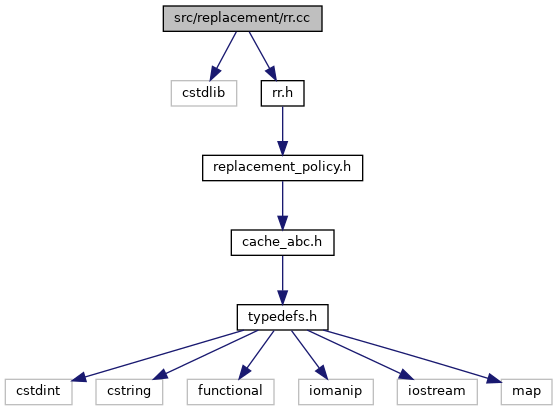 src/replacement/rr.cc
cstdlib
rr.h
replacement_policy.h
cache_abc.h
typedefs.h
cstdint
cstring
functional
iomanip
iostream
map